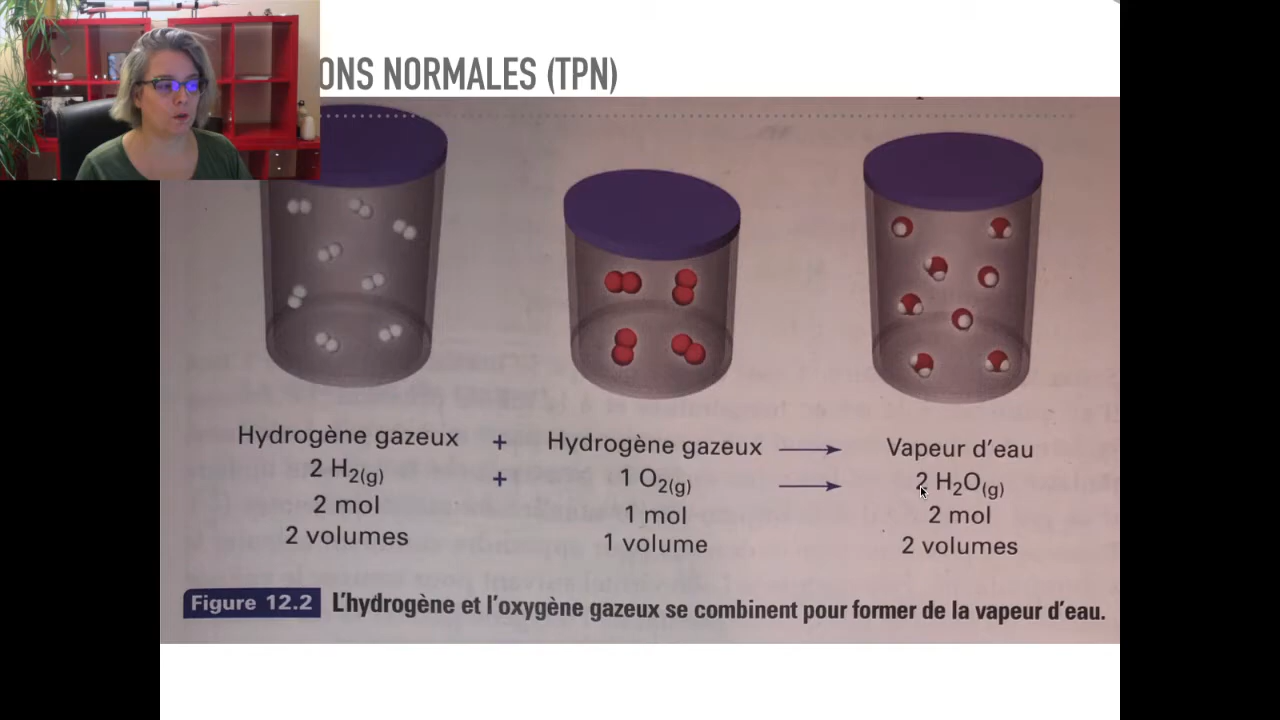 ONS NORMALES (TPN)
Hydrogène gazeux + Hydrogène gazeux → Vapeur d'eau
2 H2(g) + 1 O2(g) → 2 H2O(g)
2 mol 1 mol 2 mol
2 volumes 1 volume 2 volumes
Figure 12.2 L'hydrogène et l'oxygène gazeux se combinent pour former de la vapeur d'eau.